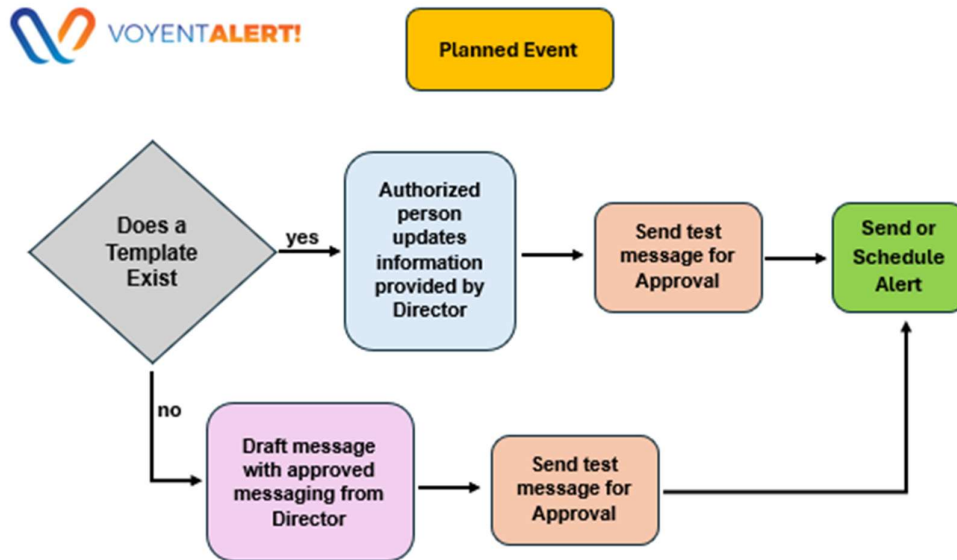 VOYENTALERT!
Planned Event
Does a
Template
Exist
yes
Authorized
person
updates
information
provided by
Director
Send test
message for
Approval
Send or
Schedule
Alert
no
Draft message
with approved
messaging from
Director
Send test
message for
Approval